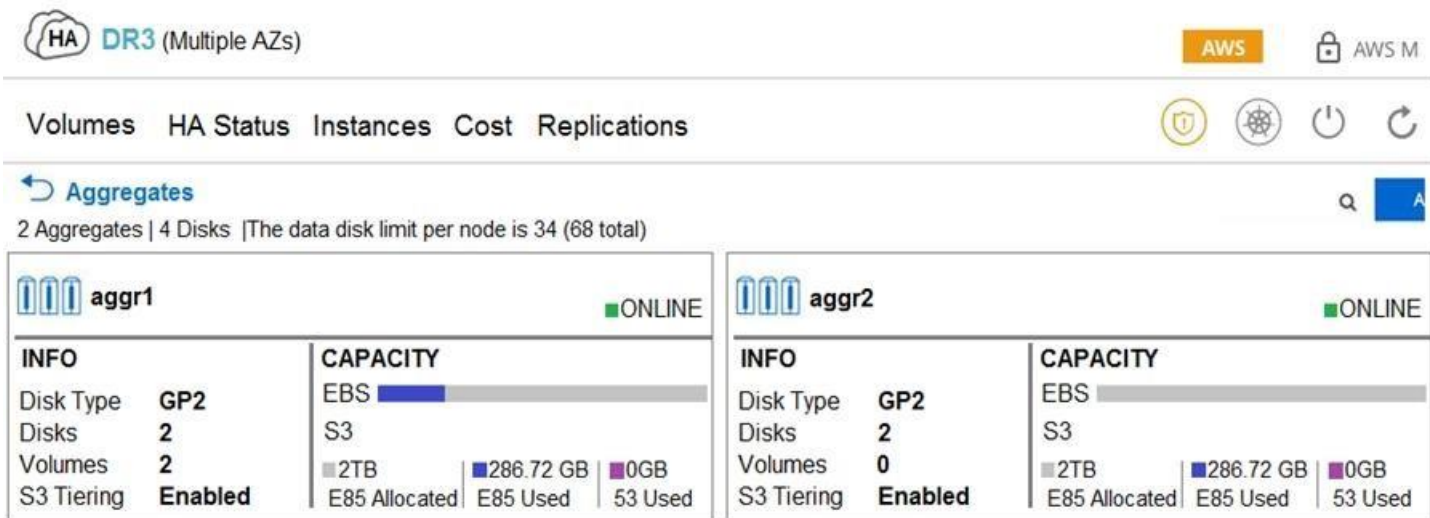 HA DR3 (Multiple AZs)
AWS
AWS M
Volumes HA Status Instances Cost Replications
Aggregates
A
2 Aggregates | 4 Disks |The data disk limit per node is 34 (68 total)
aggr1
ONLINE
INFO
Disk Type GP2
Disks 2
Volumes 2
S3 Tiering Enabled
CAPACITY
EBS
S3
2TB | 286.72 GB | 0GB
E85 Allocated E85 Used 53 Used
aggr2
ONLINE
INFO
Disk Type GP2
Disks 2
Volumes 0
S3 Tiering Enabled
CAPACITY
EBS
S3
2TB | 286.72 GB | 0GB
E85 Allocated E85 Used 53 Used